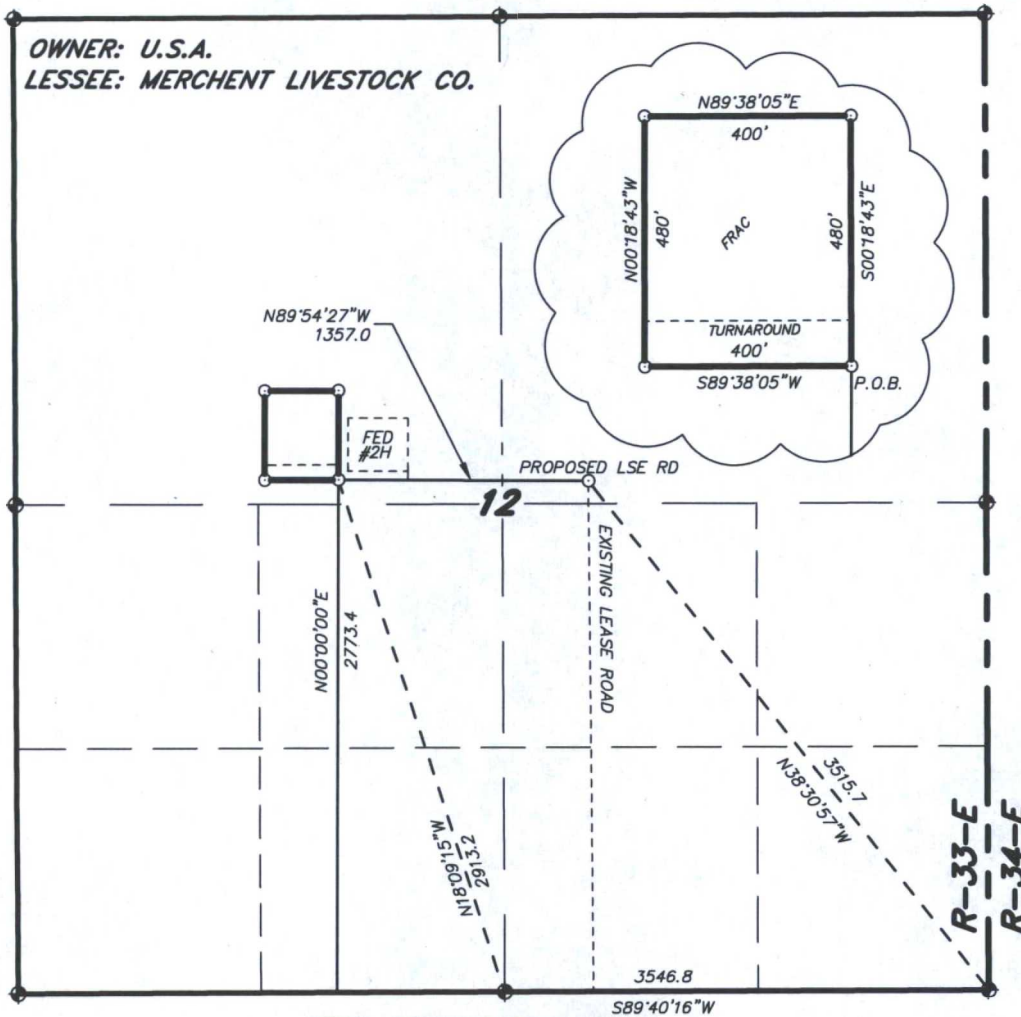 OWNER: U.S.A.
LESSEE: MERCHENT LIVESTOCK CO.
N89°38'05"E
400'
N00°18'43"W
480'
FRAC
480'
S00°18'43"E
TURNAROUND
400'
S89°38'05"W
P.O.B.
N89°54'27"W
1357.0
FED
#2H
PROPOSED LSE RD
12
EXISTING LEASE ROAD
N00°00'00"E
2773.4
N18°09'15"W
2913.2
3515.7
N38°30'57"W
R-33-E
R-34-E
3546.8
S89°40'16"W